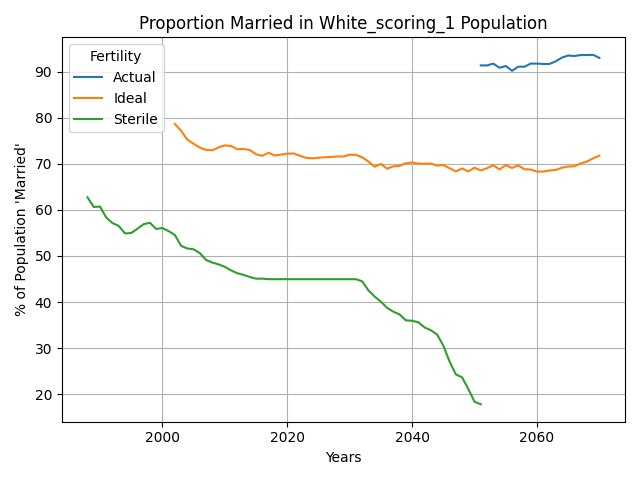 Proportion Married in White_scoring_1 Population
Fertility
Actual
Ideal
Sterile
% of Population 'Married'
90
80
70
60
50
40
30
20
2000
2020
2040
2060
Years